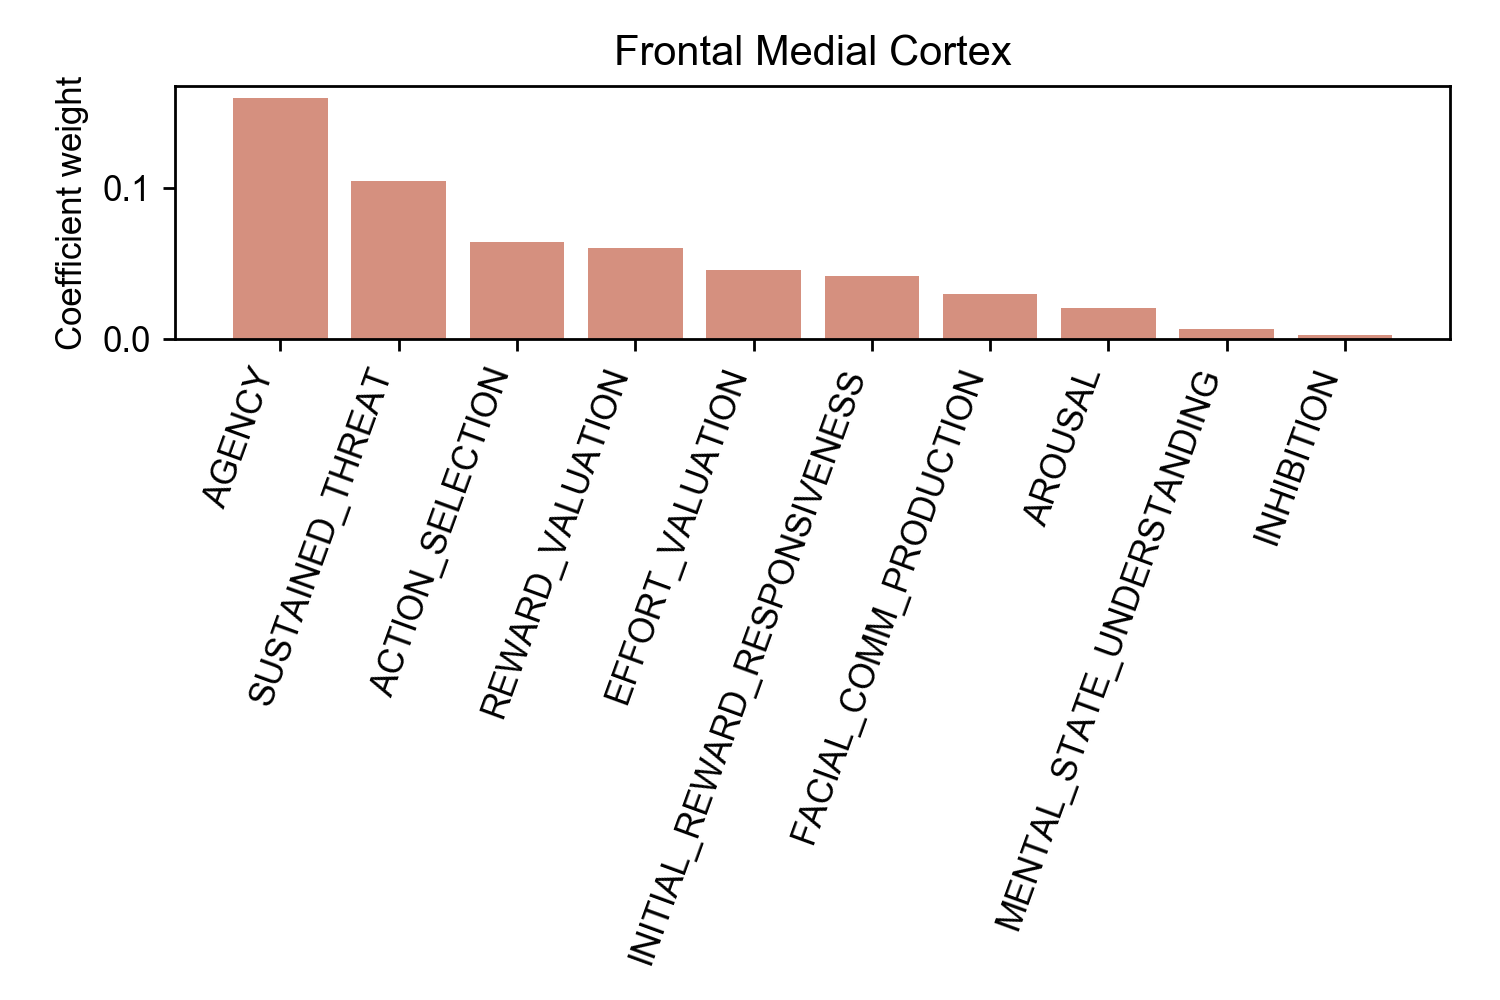 Frontal Medial Cortex
Coefficient weight
0.1
0.0
AGENCY
SUSTAINED_THREAT
ACTION_SELECTION
REWARD_VALUATION
EFFORT_VALUATION
INITIAL_REWARD_RESPONSIVENESS
FACIAL_COMM_PRODUCTION
AROUSAL
MENTAL_STATE_UNDERSTANDING
INHIBITION